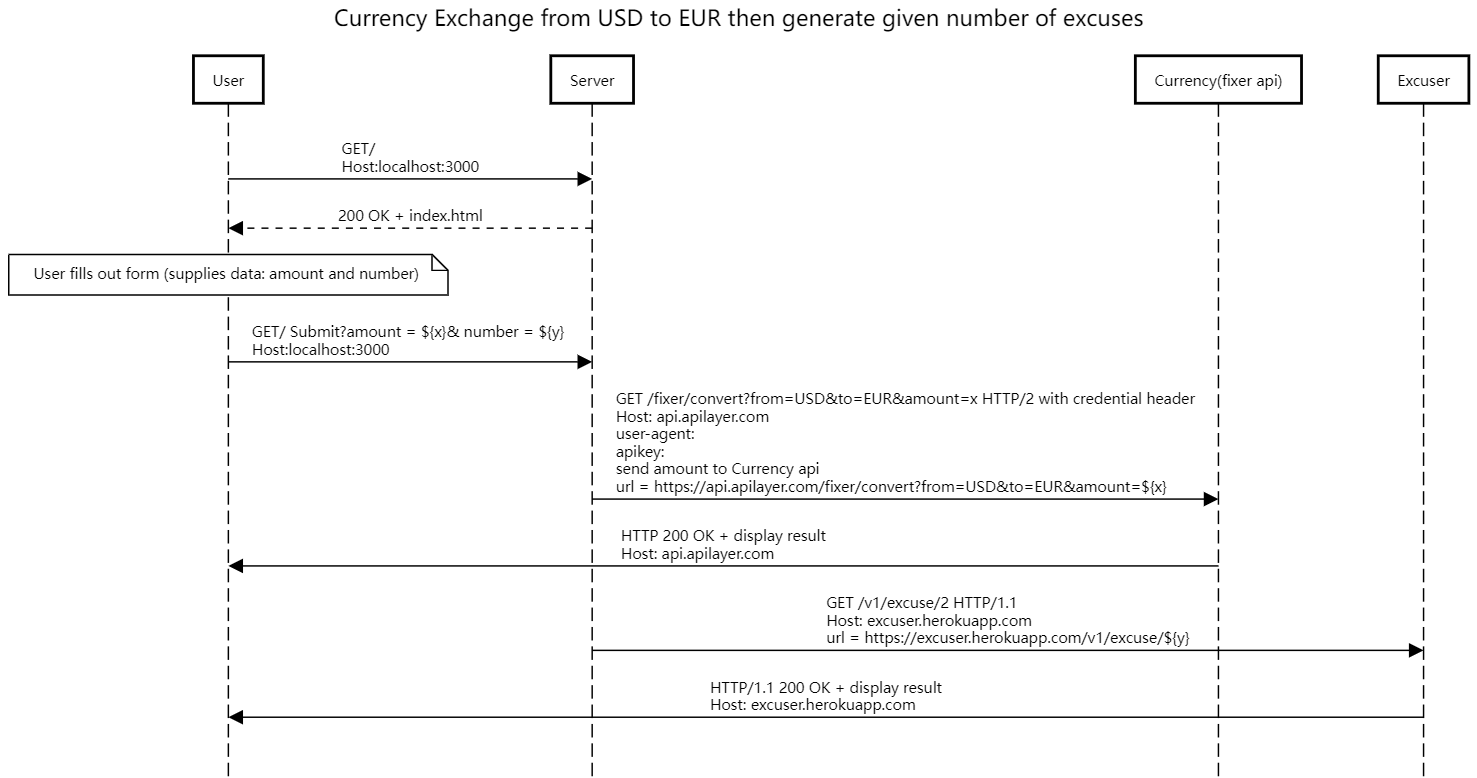 Currency Exchange from USD to EUR then generate given number of excuses
User
Server
Currency(fixer api)
Excuser
GET/
Host:localhost:3000
200 OK + index.html
User fills out form (supplies data: amount and number)
GET/ Submit?amount = ${x}& number = ${y}
Host:localhost:3000
GET /fixer/convert?from=USD&to=EUR&amount=x HTTP/2 with credential header
Host: api.apilayer.com
user-agent:
apikey:
send amount to Currency api
url = https://api.apilayer.com/fixer/convert?from=USD&to=EUR&amount=${x}
HTTP 200 OK + display result
Host: api.apilayer.com
GET /v1/excuse/2 HTTP/1.1
Host: excuser.herokuapp.com
url = https://excuser.herokuapp.com/v1/excuse/${y}
HTTP/1.1 200 OK + display result
Host: excuser.herokuapp.com